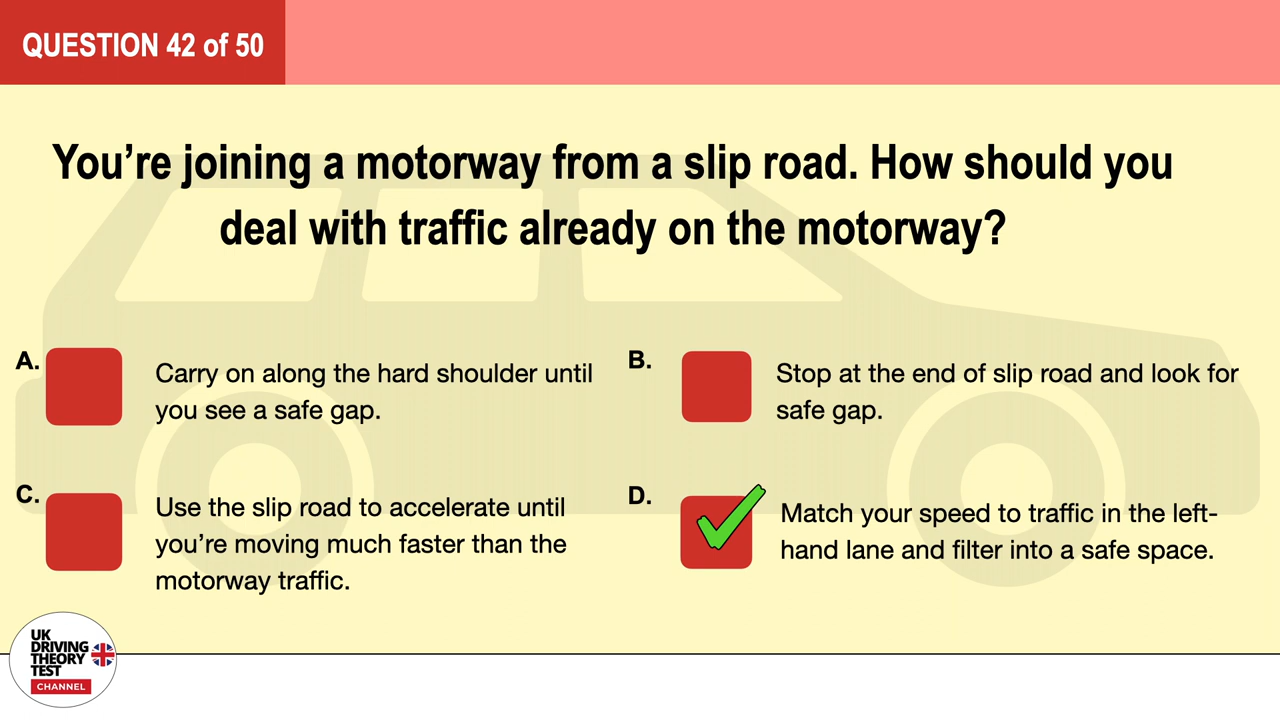 QUESTION 42 of 50
You’re joining a motorway from a slip road. How should you
deal with traffic already on the motorway?
A.
Carry on along the hard shoulder until
you see a safe gap.
B.
Stop at the end of slip road and look for
safe gap.
C.
Use the slip road to accelerate until
you’re moving much faster than the
motorway traffic.
D.
Match your speed to traffic in the left-
hand lane and filter into a safe space.
UK
DRIVING
THEORY
TEST
CHANNEL